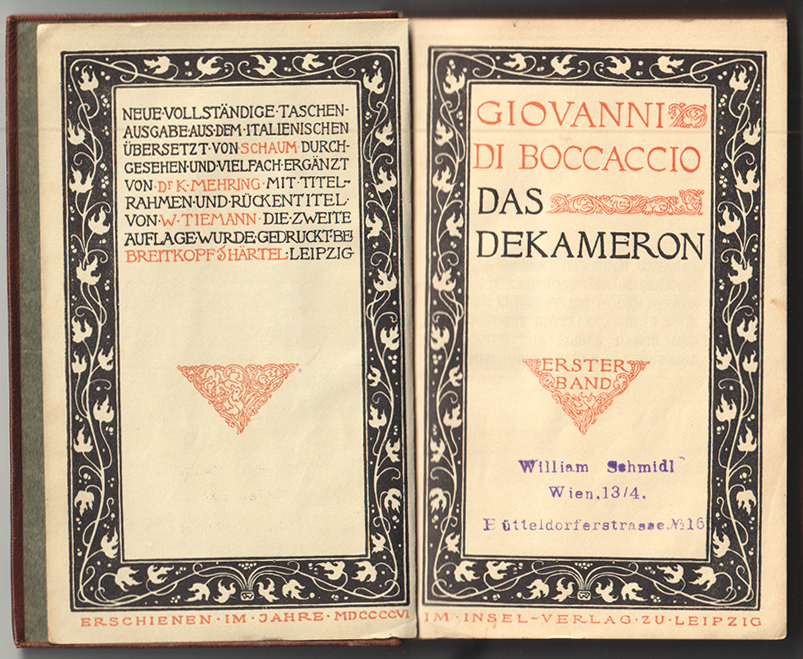 NEUE·VOLLSTÄNDIGE·TASCHEN-
AUSGABE·AUS·DEM·ITALIENISCHEN
ÜBERSETZT·VON·SCHAUM·DURCH-
GESEHEN·UND·VIELFACH·ERGÄNZT
VON·DR K·MEHRING·MIT·TITEL-
RAHMEN·UND·RÜCKENTITEL·
VON·W·TIEMANN·DIE·ZWEITE
AUFLAGE·WURDE·GEDRUCKT·BEI
BREITKOPF & HÄRTEL·LEIPZIG
ERSCHIENEN·IM·JAHRE·MDCCCCVI
GIOVANNI
DI BOCCACCIO
DAS
DEKAMERON
ERSTER
BAND
William Schmidl
Wien,13/4.
Hütteldorferstrasse № 16
IM·INSEL-VERLAG·ZU·LEIPZIG